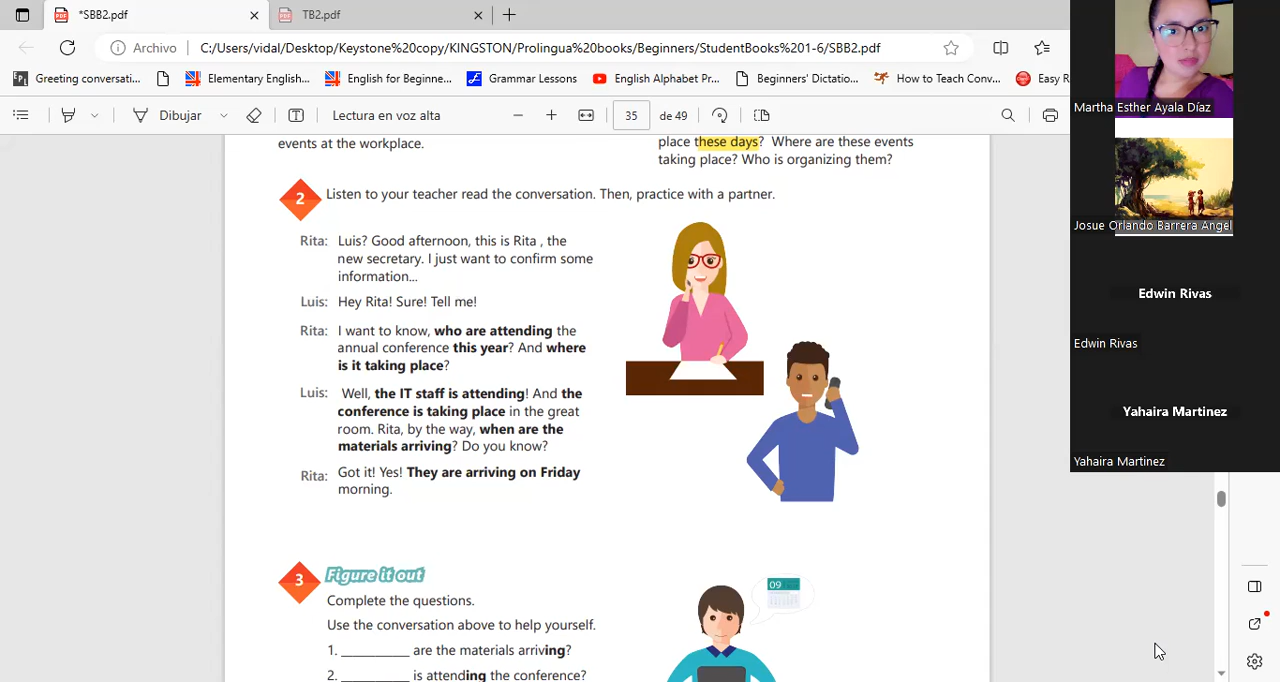 *SBB2.pdf
TB2.pdf
Archivo
C:/Users/vidal/Desktop/Keystone%20copy/KINGSTON/Prolingua%20books/Beginners/StudentBooks%201-6/SBB2.pdf
Greeting conversati...
Elementary English...
English for Beginne...
Grammar Lessons
English Alphabet Pr...
Beginners' Dictatio...
How to Teach Conv...
Easy R
Dibujar
Lectura en voz alta
35
de 49
events at the workplace.
place these days? Where are these events
taking place? Who is organizing them?
2
Listen to your teacher read the conversation. Then, practice with a partner.
Rita: Luis? Good afternoon, this is Rita , the
new secretary. I just want to confirm some
information...
Luis: Hey Rita! Sure! Tell me!
Rita: I want to know, who are attending the
annual conference this year? And where
is it taking place?
Luis: Well, the IT staff is attending! And the
conference is taking place in the great
room. Rita, by the way, when are the
materials arriving? Do you know?
Rita: Got it! Yes! They are arriving on Friday
morning.
3
Figure it out
09
Complete the questions.
Use the conversation above to help yourself.
1. __________ are the materials arriving?
2. __________ is attending the conference?
Martha Esther Ayala Díaz
Josue Orlando Barrera Angel
Edwin Rivas
Edwin Rivas
Yahaira Martinez
Yahaira Martinez